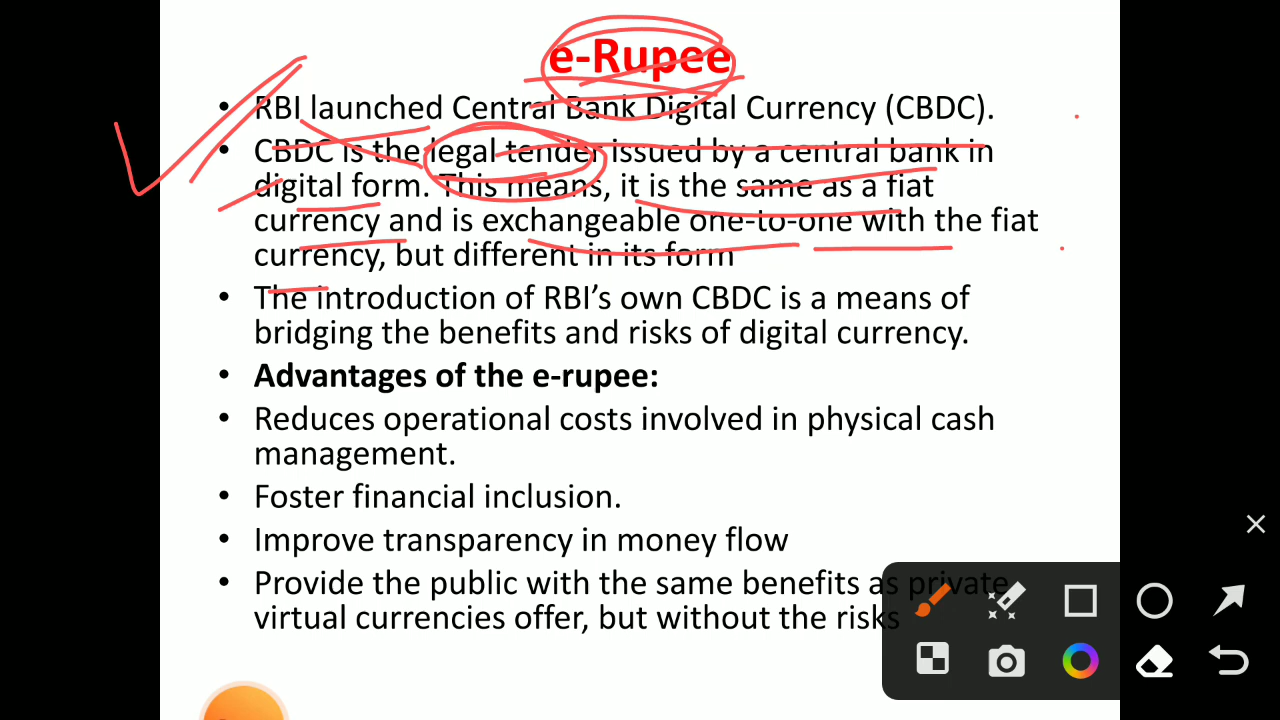 e-Rupee
• RBI launched Central Bank Digital Currency (CBDC).
• CBDC is the legal tender issued by a central bank in
digital form. This means, it is the same as a fiat
currency and is exchangeable one-to-one with the fiat
currency, but different in its form
• The introduction of RBI’s own CBDC is a means of
bridging the benefits and risks of digital currency.
• Advantages of the e-rupee:
• Reduces operational costs involved in physical cash
management.
• Foster financial inclusion.
• Improve transparency in money flow
• Provide the public with the same benefits as private
virtual currencies offer, but without the risks